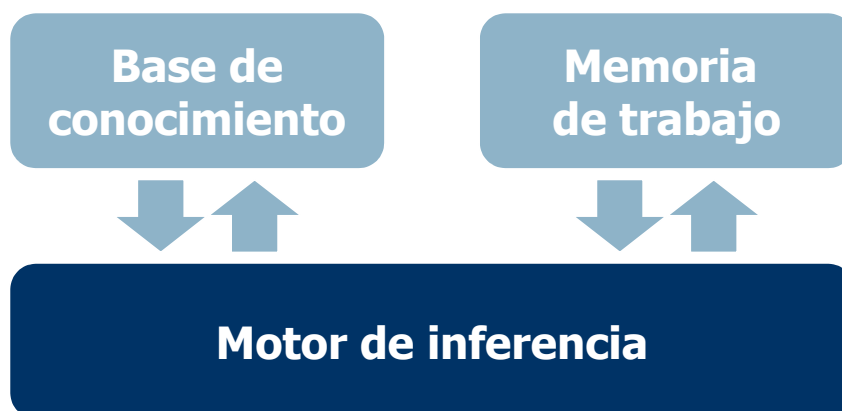 Base de
conocimiento
Memoria
de trabajo
Motor de inferencia